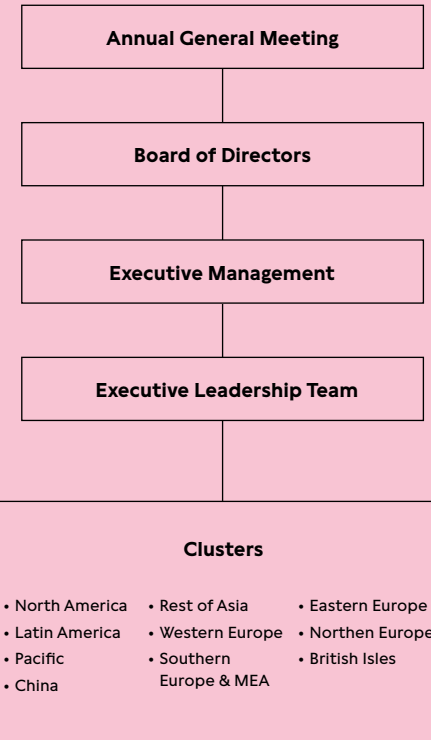 Annual General Meeting
Board of Directors
Executive Management
Executive Leadership Team
Clusters
• North America
• Latin America
• Pacific
• China
• Rest of Asia
• Western Europe
• Southern
Europe & MEA
• Eastern Europe
• Northen Europe
• British Isles